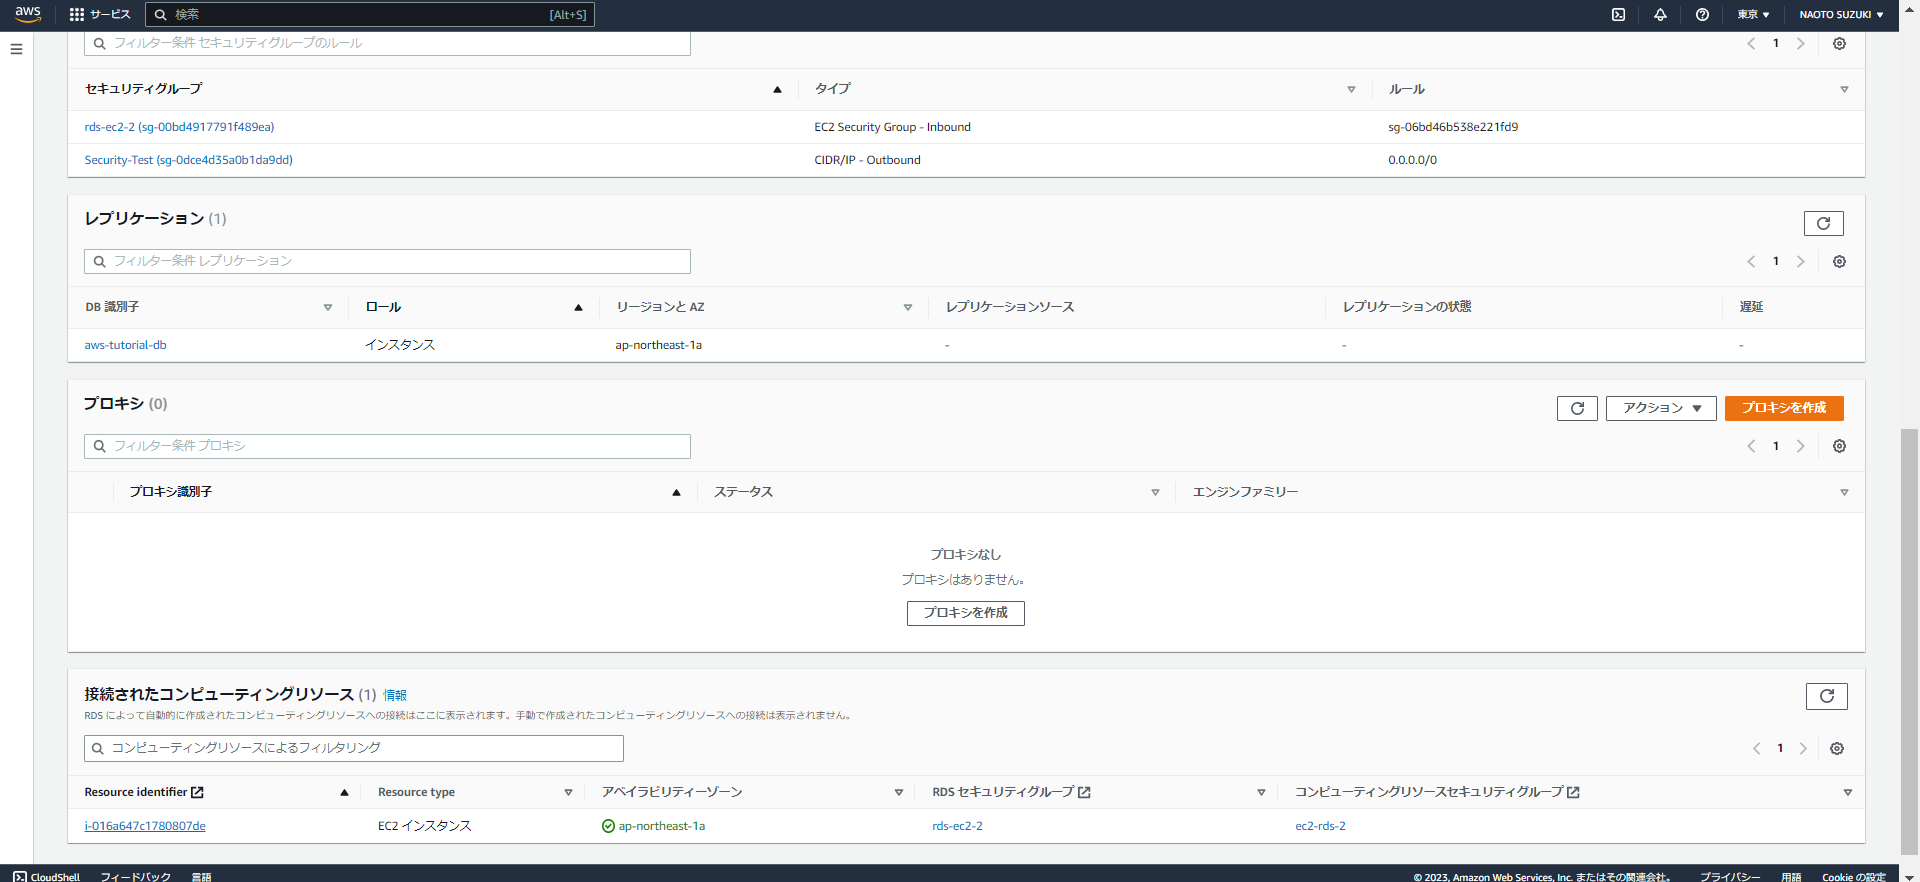 aws サービス 検索 [Alt+S] 東京 ▼ NAOTO SUZUKI ▼
フィルター条件 セキュリティグループのルール 1
セキュリティグループ タイプ ルール
rds-ec2-2 (sg-00bd4917791f489ea) EC2 Security Group - Inbound sg-06bd46b538e221fd9
Security-Test (sg-0dce4d35a0b1da9dd) CIDR/IP - Outbound 0.0.0.0/0
レプリケーション (1)
フィルター条件 レプリケーション 1
DB 識別子 ロール リージョンと AZ レプリケーションソース レプリケーションの状態 遅延
aws-tutorial-db インスタンス ap-northeast-1a - - -
プロキシ (0) アクション ▼ プロキシを作成
フィルター条件 プロキシ 1
プロキシ識別子 ステータス エンジンファミリー
プロキシなし
プロキシはありません。
プロキシを作成
接続されたコンピューティングリソース (1) 情報
RDS によって自動的に作成されたコンピューティングリソースへの接続はここに表示されます。手動で作成されたコンピューティングリソースへの接続は表示されません。
コンピューティングリソースによるフィルタリング 1
Resource identifier Resource type アベイラビリティーゾーン RDS セキュリティグループ コンピューティングリソースセキュリティグループ
i-016a647c1780807de EC2 インスタンス ap-northeast-1a rds-ec2-2 ec2-rds-2
CloudShell フィードバック 言語 © 2023, Amazon Web Services, Inc. またはその関連会社。 プライバシー 用語 Cookie の設定